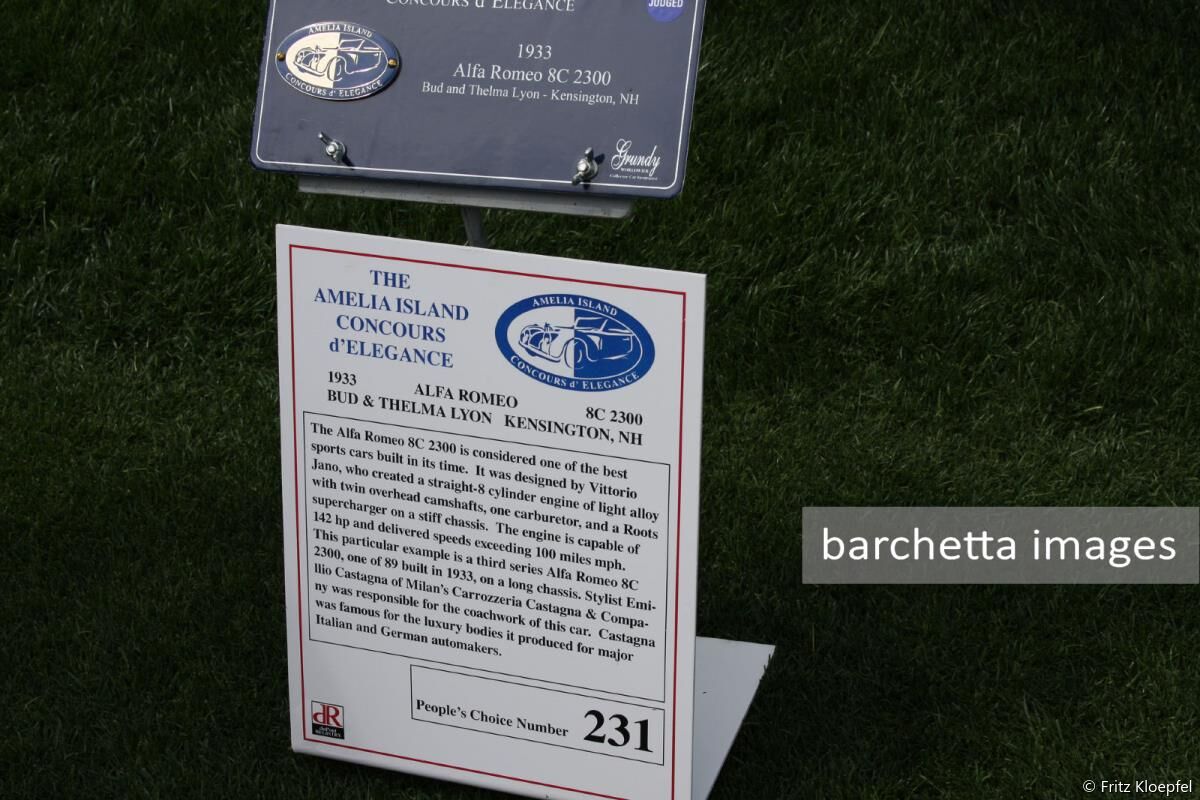 CONCOURS d'ELEGANCE
JUDGED
AMELIA ISLAND
CONCOURS d' ELEGANCE
1933
Alfa Romeo 8C 2300
Bud and Thelma Lyon - Kensington, NH
Grundy
WORLDWIDE
Collector Car Insurance
THE
AMELIA ISLAND
CONCOURS
d'ELEGANCE
AMELIA ISLAND
CONCOURS d' ELEGANCE
1933 ALFA ROMEO 8C 2300
BUD & THELMA LYON KENSINGTON, NH
The Alfa Romeo 8C 2300 is considered one of the best
sports cars built in its time. It was designed by Vittorio
Jano, who created a straight-8 cylinder engine of light alloy
with twin overhead camshafts, one carburetor, and a Roots
supercharger on a stiff chassis. The engine is capable of
142 hp and delivered speeds exceeding 100 miles mph.
This particular example is a third series Alfa Romeo 8C
2300, one of 89 built in 1933, on a long chassis. Stylist Emi-
llio Castagna of Milan's Carrozzeria Castagna & Compa-
ny was responsible for the coachwork of this car. Castagna
was famous for the luxury bodies it produced for major
Italian and German automakers.
People's Choice Number 231
dR
duPont
REGISTRY
barchetta images
© Fritz Kloepfel